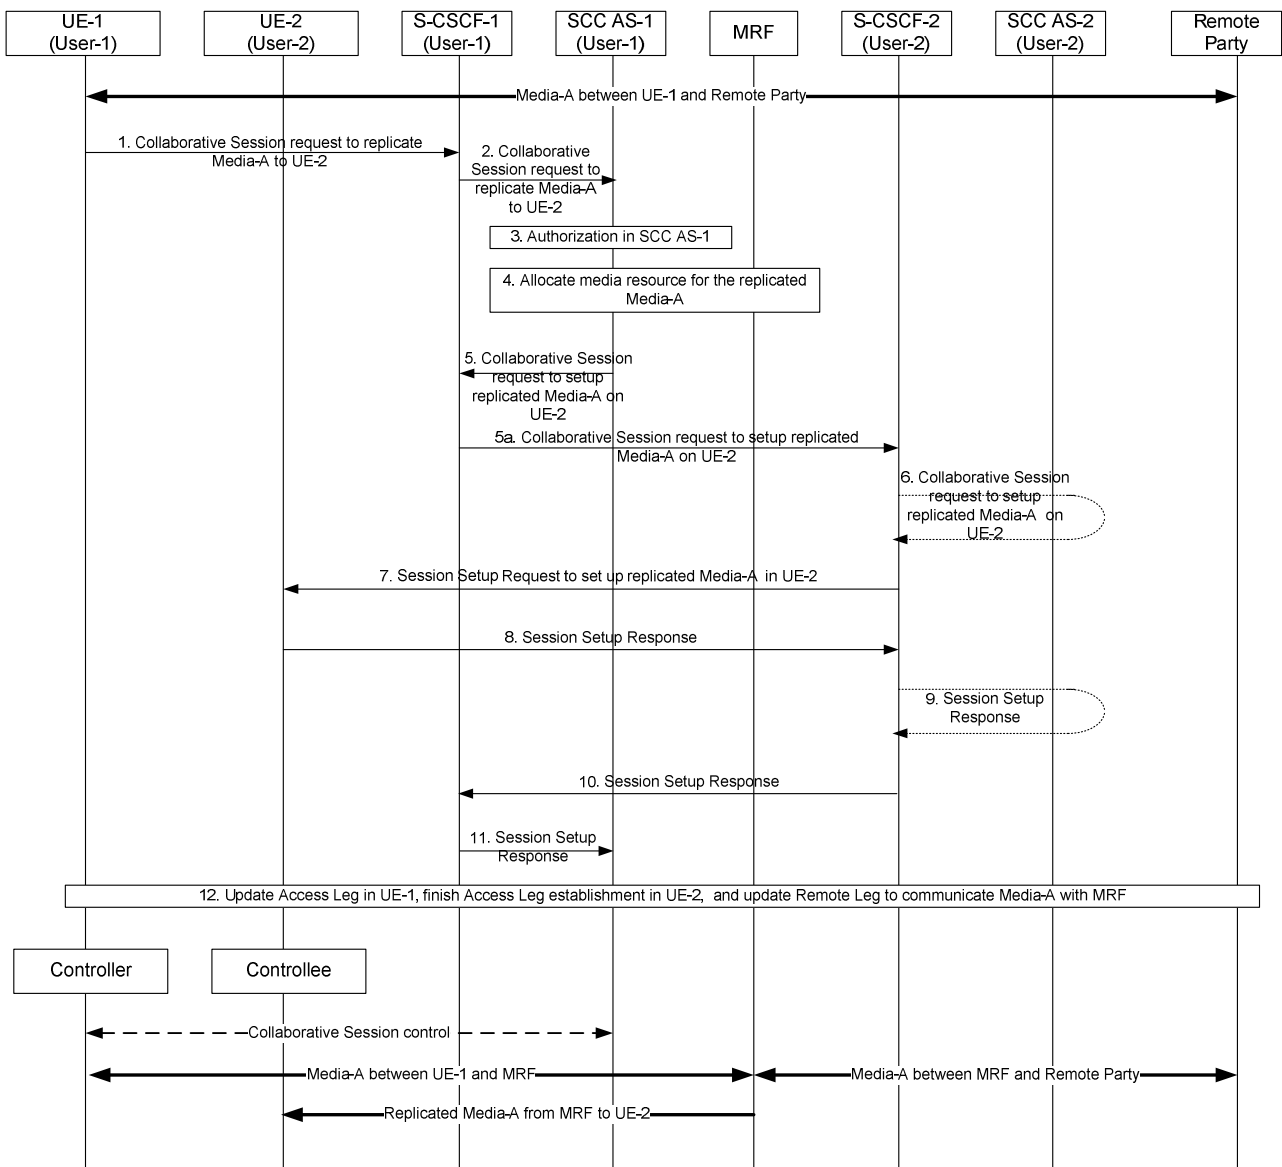 UE-1
(User-1)
UE-2
(User-2)
S-CSCF-1
(User-1)
SCC AS-1
(User-1)
MRF
S-CSCF-2
(User-2)
SCC AS-2
(User-2)
Remote
Party
Media-A between UE-1 and Remote Party
1. Collaborative Session request to replicate
Media-A to UE-2
2. Collaborative
Session request to
replicate Media-A
to UE-2
3. Authorization in SCC AS-1
4. Allocate media resource for the replicated
Media-A
5. Collaborative Session
request to setup
replicated Media-A on
UE-2
5a. Collaborative Session request to setup replicated
Media-A on UE-2
6. Collaborative Session
request to setup
replicated Media-A on
UE-2
7. Session Setup Request to set up replicated Media-A in UE-2
8. Session Setup Response
9. Session Setup
Response
10. Session Setup Response
11. Session Setup
Response
12. Update Access Leg in UE-1, finish Access Leg establishment in UE-2, and update Remote Leg to communicate Media-A with MRF
Controller
Controllee
Collaborative Session control
Media-A between UE-1 and MRF
Media-A between MRF and Remote Party
Replicated Media-A from MRF to UE-2